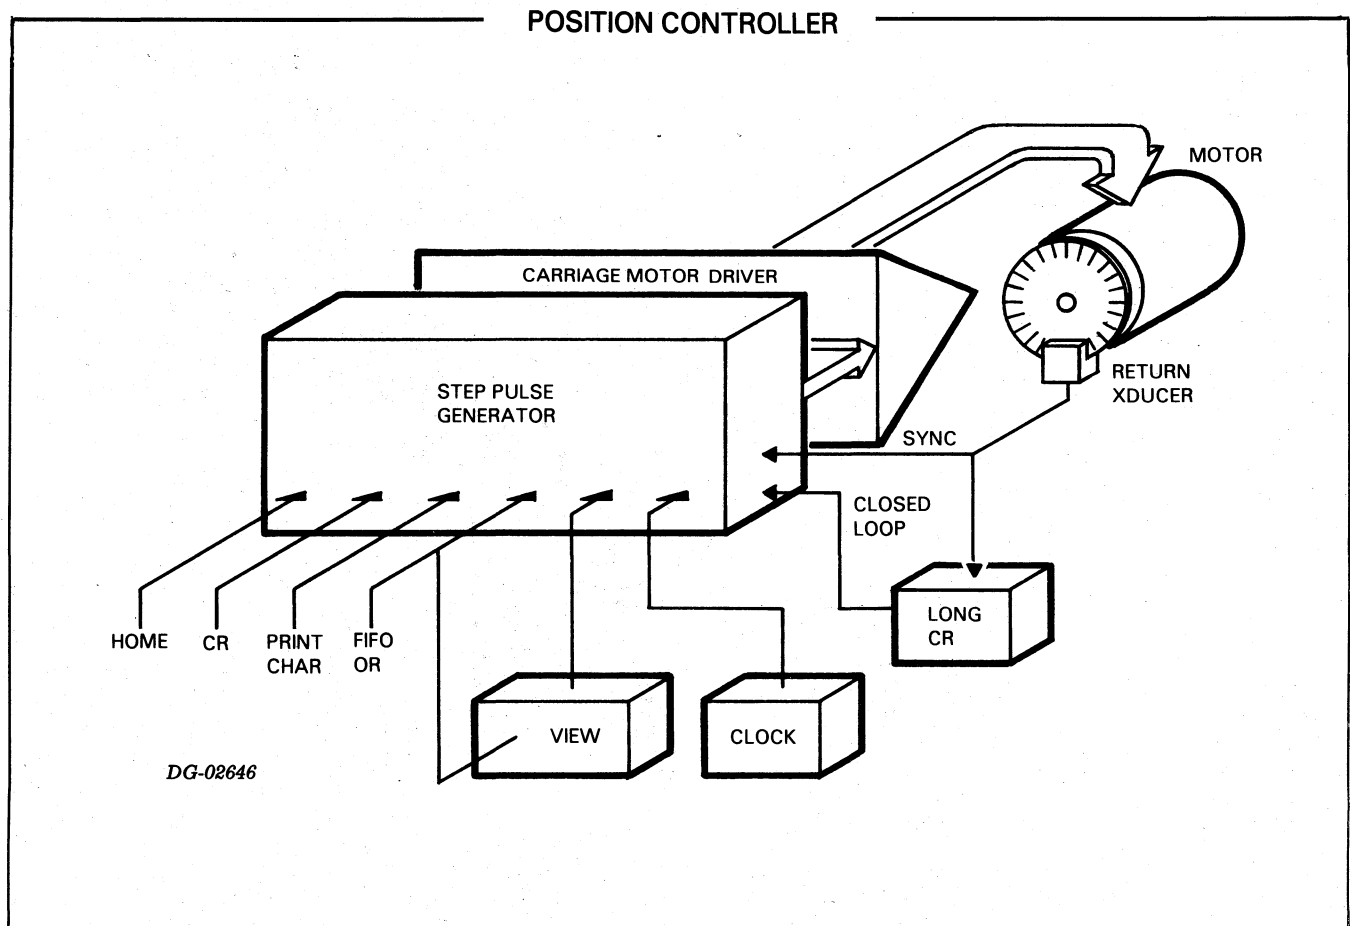 POSITION CONTROLLER
MOTOR
CARRIAGE MOTOR DRIVER
RETURN
XDUCER
STEP PULSE
GENERATOR
SYNC
CLOSED
LOOP
LONG
CR
HOME
CR
PRINT
CHAR
FIFO
OR
VIEW
CLOCK
DG-02646